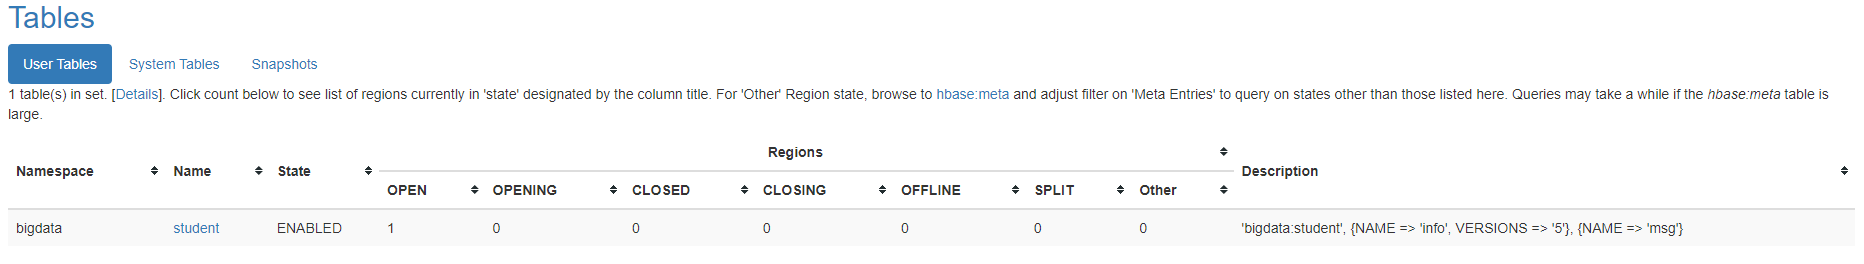 Tables
User Tables System Tables Snapshots
1 table(s) in set. [Details]. Click count below to see list of regions currently in 'state' designated by the column title. For 'Other' Region state, browse to hbase:meta and adjust filter on 'Meta Entries' to query on states other than those listed here. Queries may take a while if the hbase:meta table is
large.
Regions
Namespace Name State Description
OPEN OPENING CLOSED CLOSING OFFLINE SPLIT Other
bigdata student ENABLED 1 0 0 0 0 0 0 'bigdata:student', {NAME => 'info', VERSIONS => '5'}, {NAME => 'msg'}